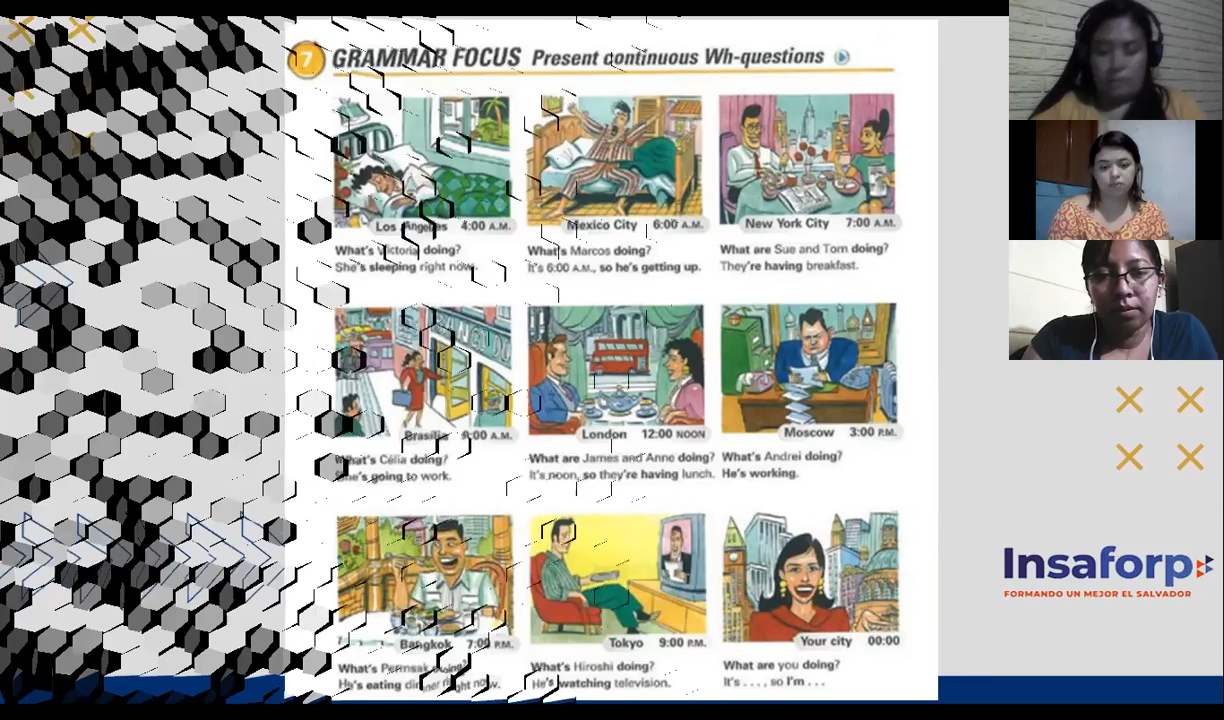 7 GRAMMAR FOCUS Present continuous Wh-questions
Los Angeles 4:00 A.M.
What's Victoria doing?
She's sleeping right now.
Mexico City 6:00 A.M.
What's Marcos doing?
It's 6:00 A.M., so he's getting up.
New York City 7:00 A.M.
What are Sue and Tom doing?
They're having breakfast.
Brasília 9:00 A.M.
What's Célia doing?
She's going to work.
London 12:00 NOON
What are James and Anne doing?
It's noon, so they're having lunch.
Moscow 3:00 P.M.
What's Andrei doing?
He's working.
Bangkok 7:00 P.M.
What's Permsak doing?
He's eating dinner right now.
Tokyo 9:00 P.M.
What's Hiroshi doing?
He's watching television.
Your city 00:00
What are you doing?
It's . . . , so I'm . . .
Insaforp
FORMANDO UN MEJOR EL SALVADOR